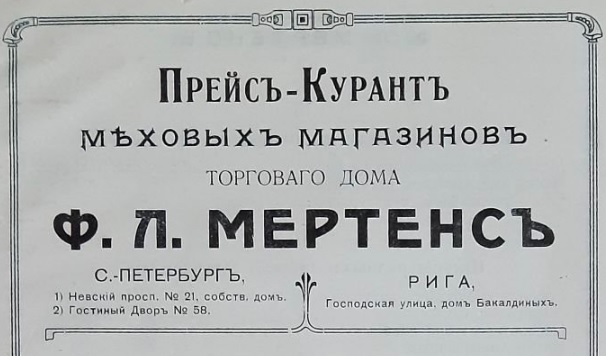 Прейсъ-Курантъ
мѣховыхъ магазиновъ
ТОРГОВАГО ДОМА
Ф. Л. МЕРТЕНСЪ
С.-ПЕТЕРБУРГЪ,
1) Невскій просп. № 21, собств. домъ.
2) Гостиный Дворъ № 58.
РИГА,
Господская улица, домъ Бакалдиныхъ.